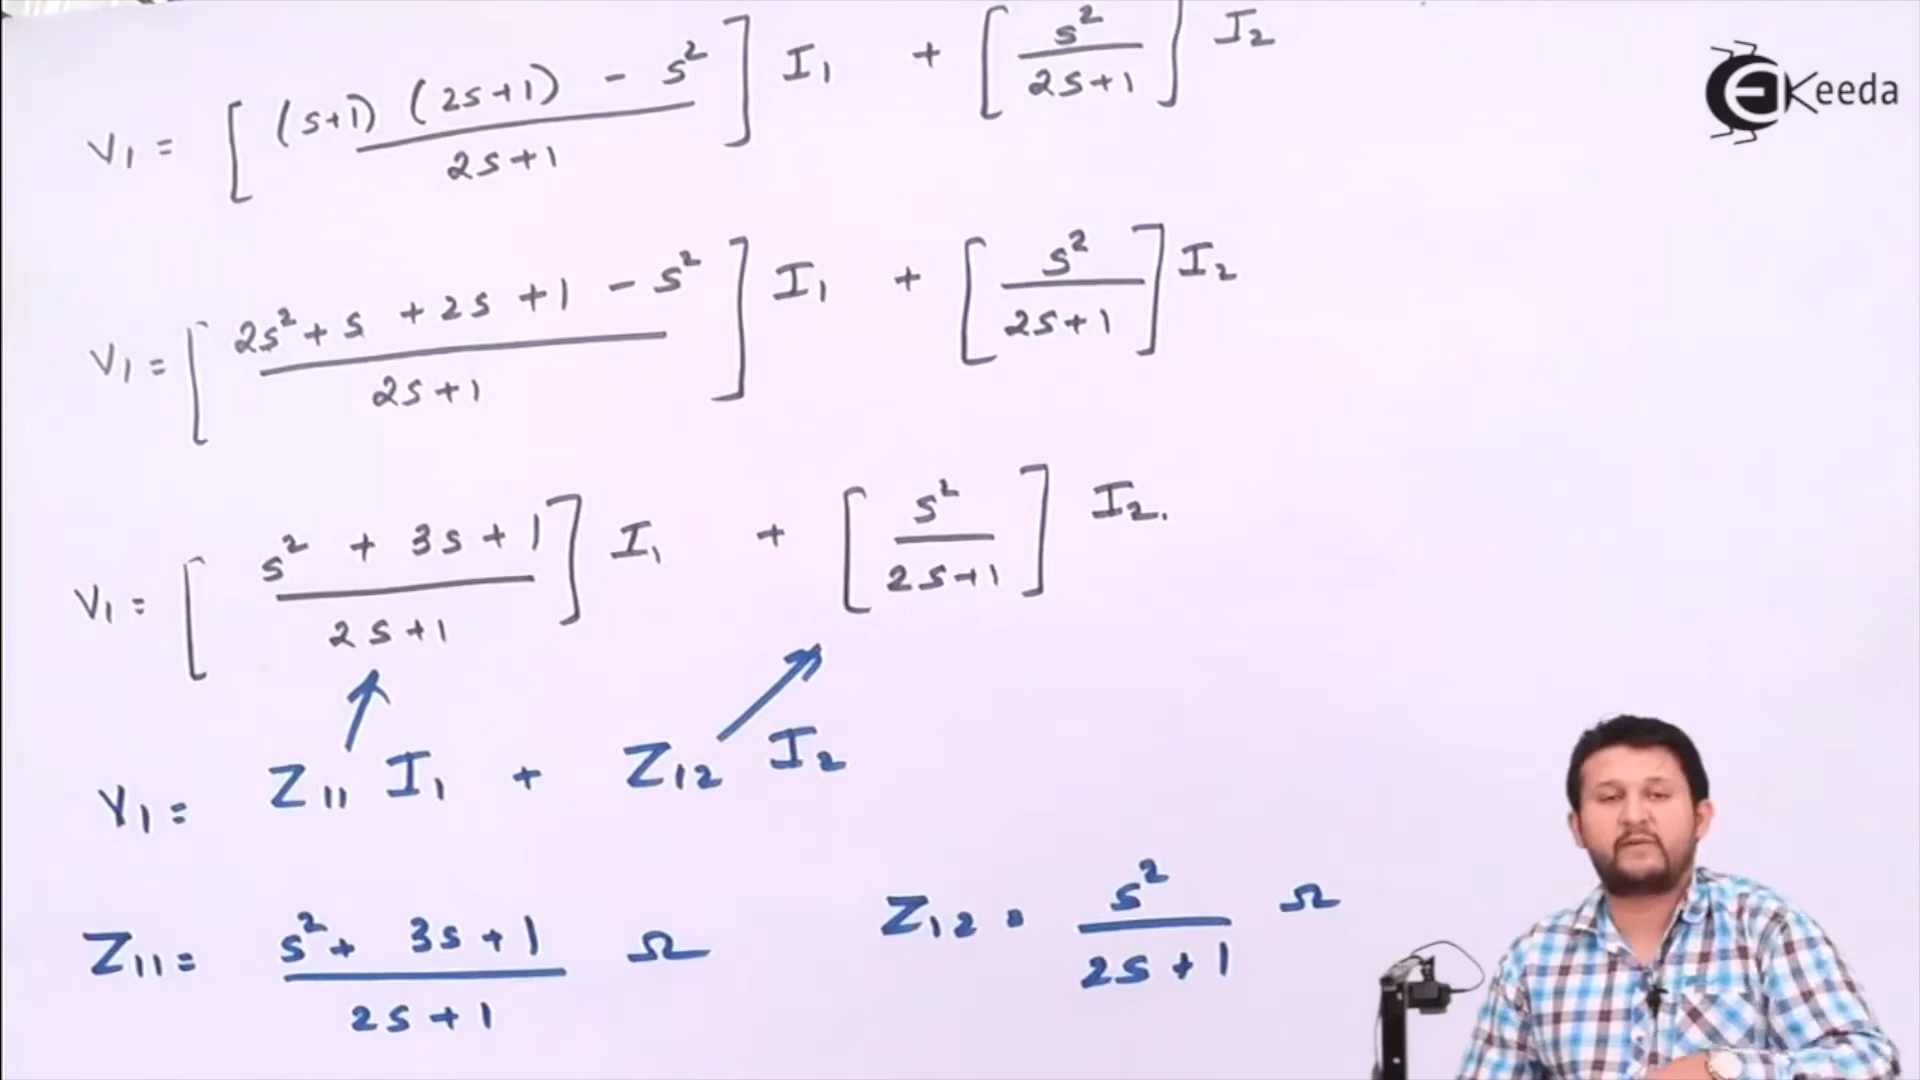 EKeeda
V1 = [ (s+1) (2s+1) - s² / 2s+1 ] I1 + [ s² / 2s+1 ] I2
V1 = [ 2s² + s + 2s + 1 - s² / 2s+1 ] I1 + [ s² / 2s+1 ] I2
V1 = [ s² + 3s + 1 / 2s+1 ] I1 + [ s² / 2s+1 ] I2.
V1 = Z11 I1 + Z12 I2
Z11 = s² + 3s + 1 / 2s+1 Ω Z12 = s² / 2s+1 Ω